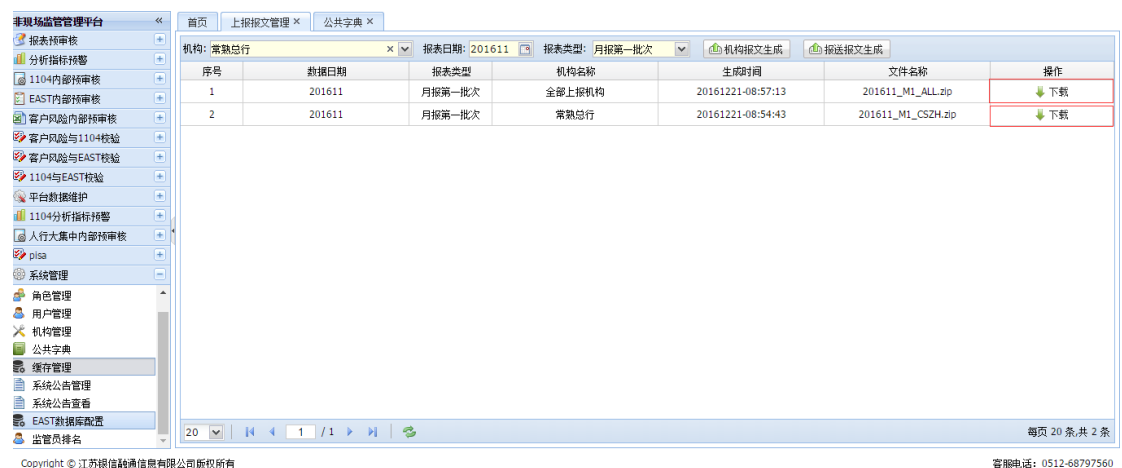 非现场监管管理平台
首页 上报报文管理 公共字典
报表预审核
分析指标预警
1104内部预审核
EAST内部预审核
客户风险内部预审核
客户风险与1104校验
客户风险与EAST校验
1104与EAST校验
平台数据维护
1104分析指标预警
人行大集中内部预审核
pisa
系统管理
角色管理
用户管理
机构管理
公共字典
缓存管理
系统公告管理
系统公告查看
EAST数据库配置
监管员排名
机构: 常熟总行 报表日期: 201611 报表类型: 月报第一批次 机构报文生成 报送报文生成
序号 数据日期 报表类型 机构名称 生成时间 文件名称 操作
1 201611 月报第一批次 全部上报机构 20161221-08:57:13 201611_M1_ALL.zip 下载
2 201611 月报第一批次 常熟总行 20161221-08:54:43 201611_M1_CSZH.zip 下载
20 1 / 1 每页 20 条,共 2 条
Copyright © 江苏银信融通信息有限公司版权所有 客服电话: 0512-68797560